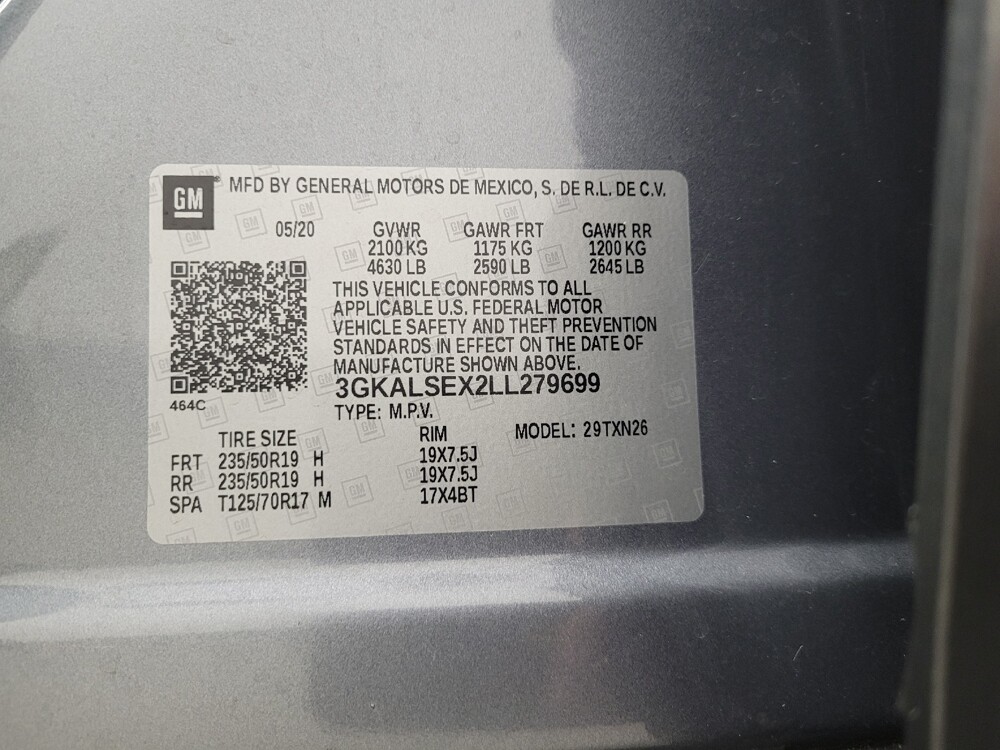 GM MFD BY GENERAL MOTORS DE MEXICO, S. DE R.L. DE C.V.
05/20 GVWR GAWR FRT GAWR RR
2100 KG 1175 KG 1200 KG
4630 LB 2590 LB 2645 LB
THIS VEHICLE CONFORMS TO ALL
APPLICABLE U.S. FEDERAL MOTOR
VEHICLE SAFETY AND THEFT PREVENTION
STANDARDS IN EFFECT ON THE DATE OF
MANUFACTURE SHOWN ABOVE.
3GKALSEX2LL279699
464C
TYPE: M.P.V.
TIRE SIZE RIM MODEL: 29TXN26
FRT 235/50R19 H 19X7.5J
RR 235/50R19 H 19X7.5J
SPA T125/70R17 M 17X4BT